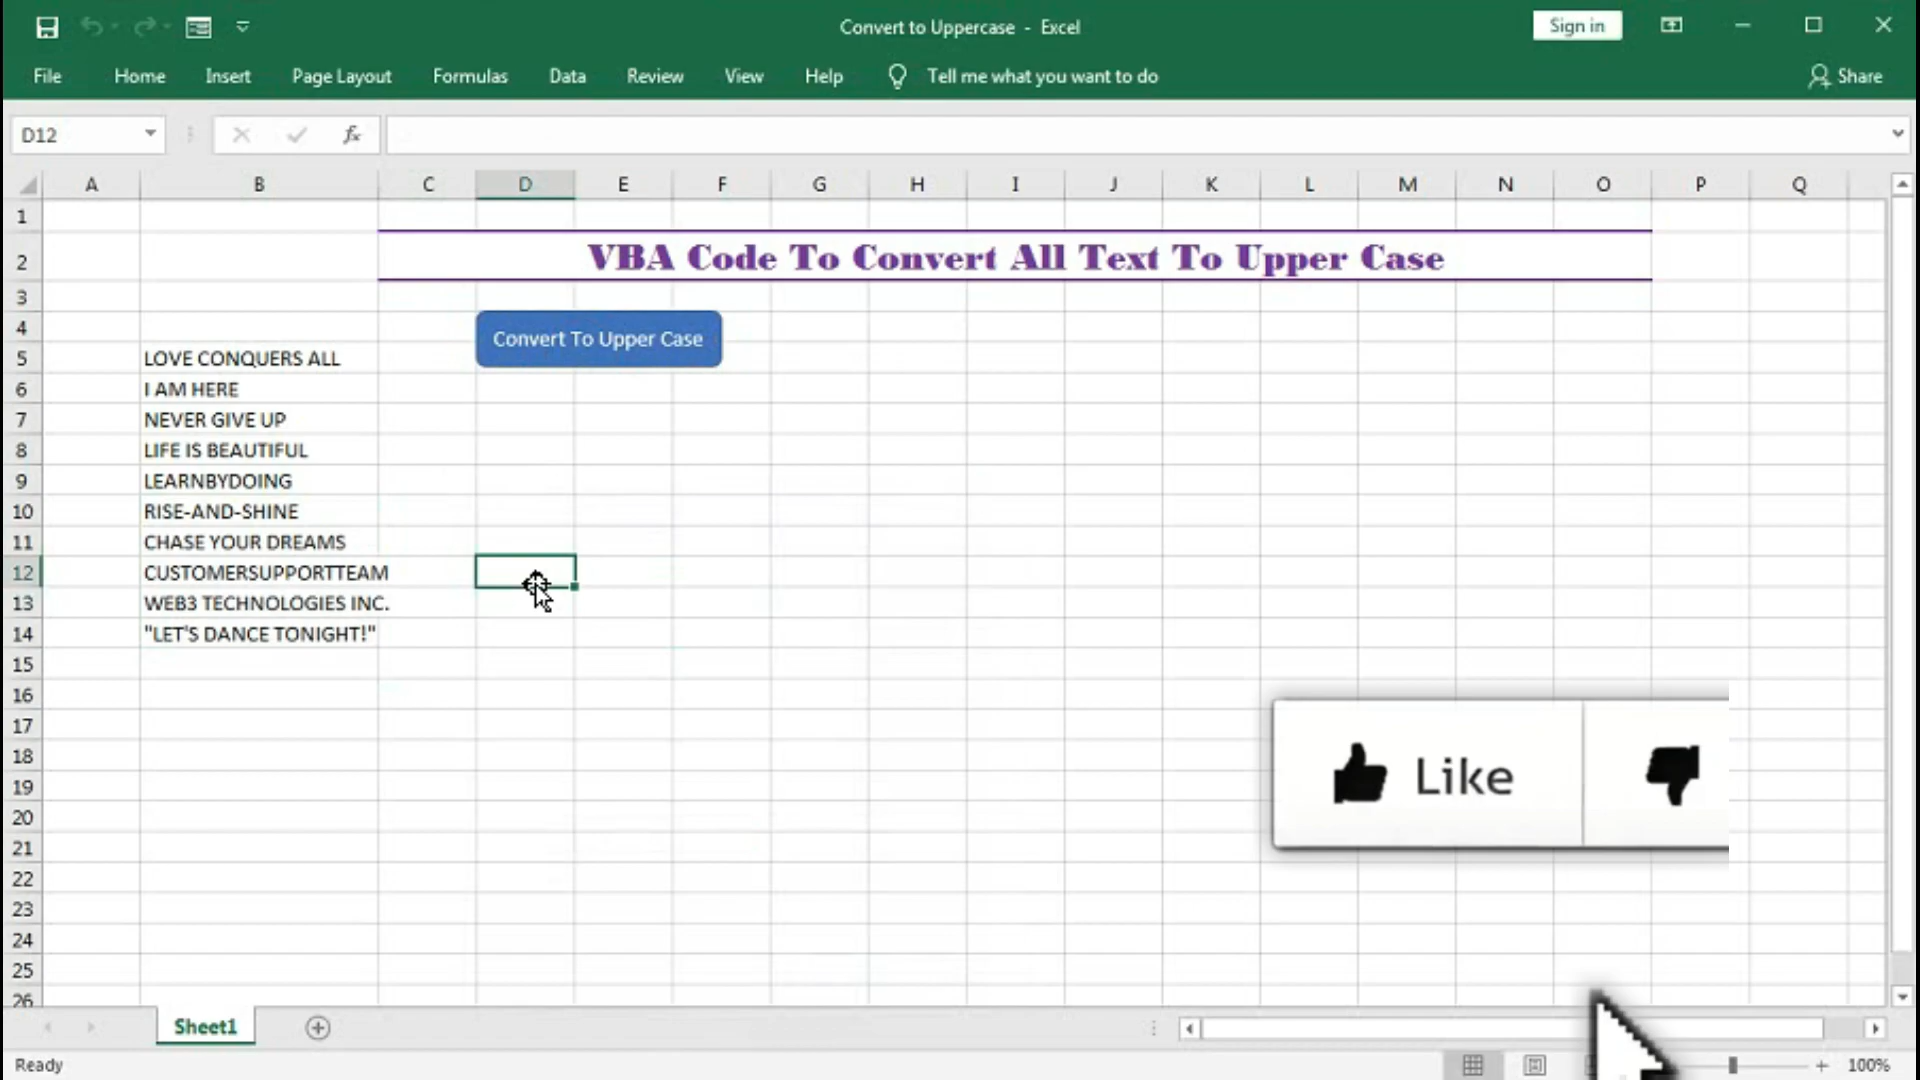 Convert to Uppercase - Excel
Sign in
File Home Insert Page Layout Formulas Data Review View Help Tell me what you want to do Share
D12 fx
A B C D E F G H I J K L M N O P Q
1
2 VBA Code To Convert All Text To Upper Case
3
4 Convert To Upper Case
5 LOVE CONQUERS ALL
6 I AM HERE
7 NEVER GIVE UP
8 LIFE IS BEAUTIFUL
9 LEARNBYDOING
10 RISE-AND-SHINE
11 CHASE YOUR DREAMS
12 CUSTOMERSUPPORTTEAM
13 WEB3 TECHNOLOGIES INC.
14 "LET'S DANCE TONIGHT!"
15
16
17
18
19 Like
20
21
22
23
24
25
26
Sheet1
Ready 100%